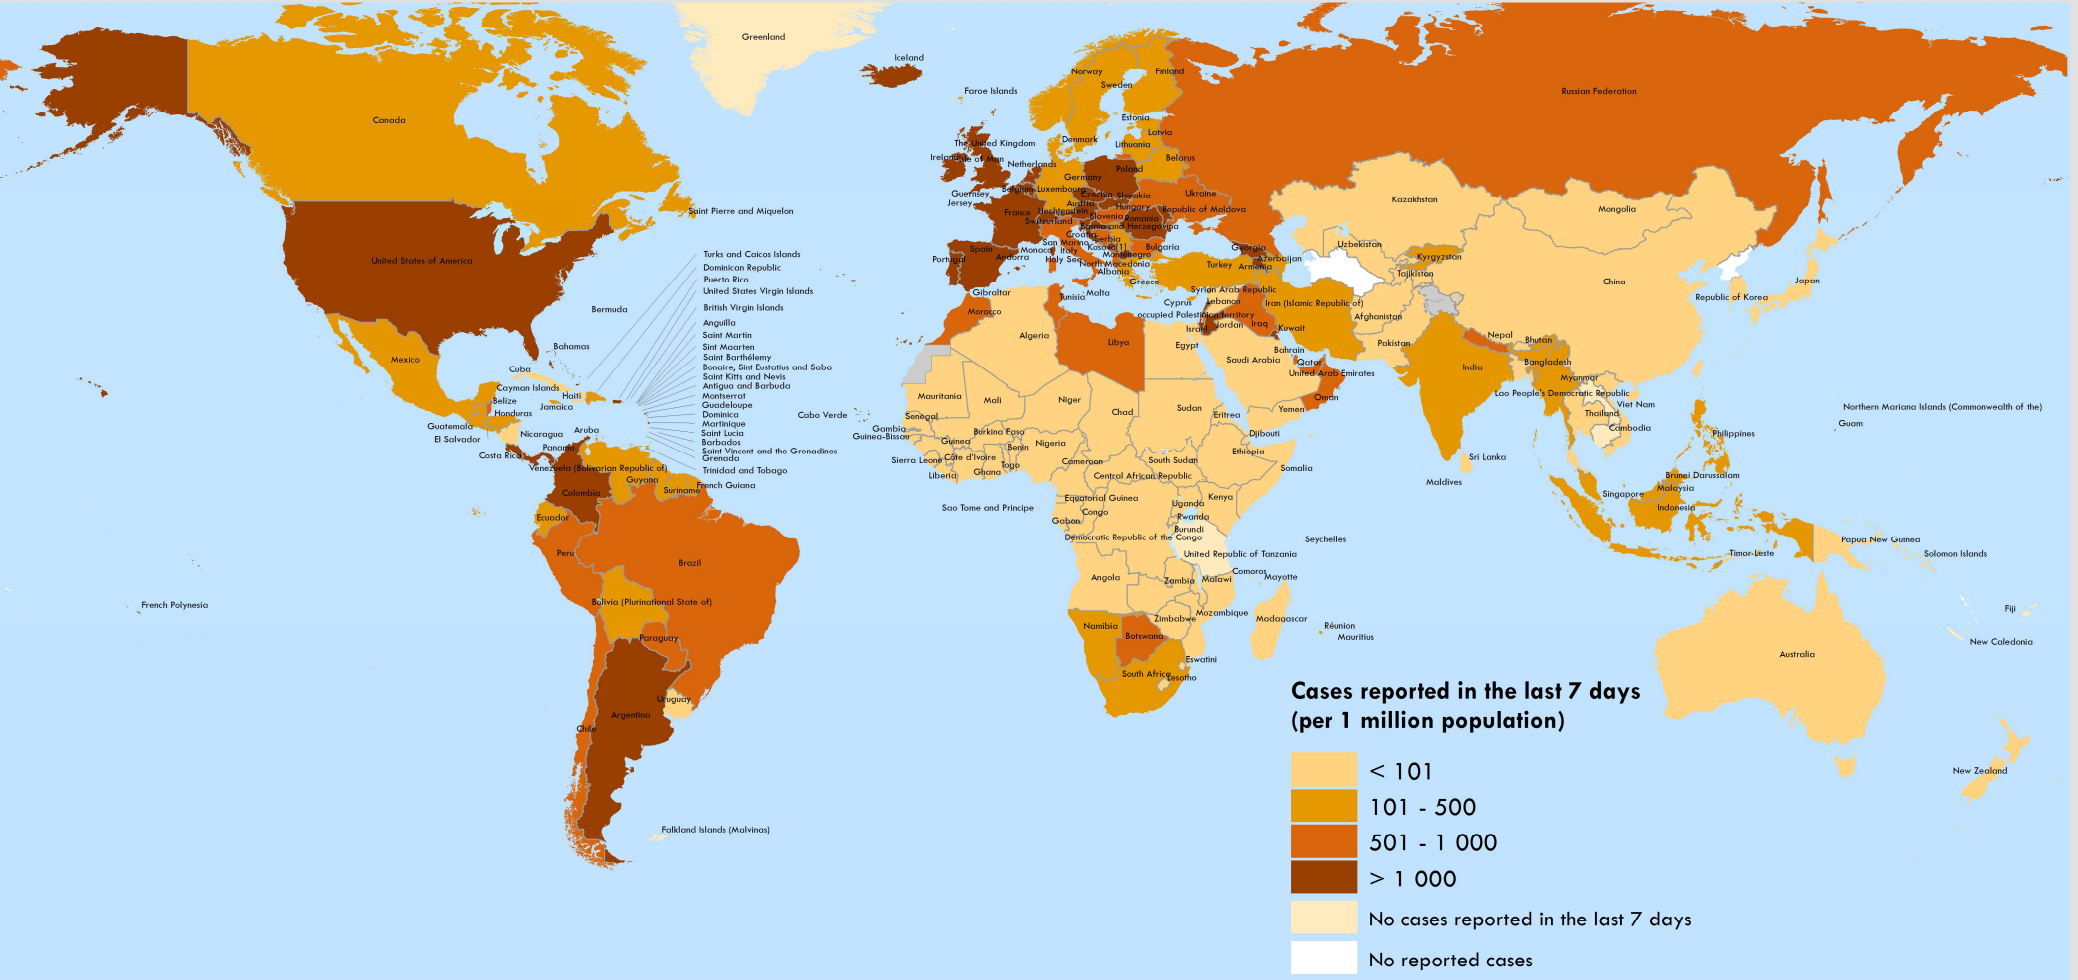 Greenland
Iceland
Faroe Islands
Norway
Finland
Sweden
Russian Federation
Canada
Estonia
Latvia
Denmark
Lithuania
The United Kingdom
Ireland
Isle of Man
Netherlands
Belarus
Poland
Germany
Guernsey
Belgium
Luxembourg
Czechia
Slovakia
Ukraine
Jersey
Austria
Hungary
Republic of Moldova
France
Liechtenstein
Switzerland
Slovenia
Romania
Bosnia and Herzegovina
Croatia
Serbia
San Marino
Kosovo[1]
Bulgaria
Spain
Monaco
Italy
Montenegro
Portugal
Andorra
Holy See
North Macedonia
Albania
Greece
Georgia
Azerbaijan
Turkey
Armenia
Kazakhstan
Mongolia
Uzbekistan
Kyrgyzstan
Tajikistan
China
Japan
Republic of Korea
Saint Pierre and Miquelon
United States of America
Turks and Caicos Islands
Dominican Republic
Puerto Rico
United States Virgin Islands
British Virgin Islands
Anguilla
Saint Martin
Sint Maarten
Saint Barthélemy
Bonaire, Sint Eustatius and Saba
Saint Kitts and Nevis
Antigua and Barbuda
Montserrat
Guadeloupe
Dominica
Martinique
Saint Lucia
Barbados
Saint Vincent and the Grenadines
Grenada
Trinidad and Tobago
Bermuda
Bahamas
Mexico
Cuba
Cayman Islands
Haiti
Belize
Jamaica
Honduras
Guatemala
El Salvador
Nicaragua
Aruba
Costa Rica
Panama
Venezuela (Bolivarian Republic of)
Guyana
Suriname
French Guiana
Colombia
Ecuador
Peru
Brazil
Bolivia (Plurinational State of)
Paraguay
Uruguay
Argentina
Chile
Falkland Islands (Malvinas)
French Polynesia
Gibraltar
Tunisia
Malta
Cyprus
Syrian Arab Republic
Lebanon
occupied Palestinian territory
Israel
Jordan
Iraq
Iran (Islamic Republic of)
Kuwait
Afghanistan
Pakistan
Morocco
Algeria
Libya
Egypt
Saudi Arabia
Bahrain
Qatar
United Arab Emirates
Oman
Yemen
Nepal
Bhutan
Bangladesh
India
Myanmar
Lao People's Democratic Republic
Viet Nam
Thailand
Cambodia
Sri Lanka
Maldives
Philippines
Brunei Darussalam
Malaysia
Singapore
Indonesia
Timor-Leste
Papua New Guinea
Solomon Islands
Northern Mariana Islands (Commonwealth of the)
Guam
Fiji
New Caledonia
Australia
New Zealand
Cabo Verde
Mauritania
Mali
Niger
Chad
Sudan
Eritrea
Senegal
Gambia
Guinea-Bissau
Guinea
Burkina Faso
Benin
Nigeria
Djibouti
Ethiopia
Somalia
Sierra Leone
Côte d'Ivoire
Togo
Ghana
Liberia
Cameroon
South Sudan
Central African Republic
Sao Tome and Principe
Equatorial Guinea
Congo
Gabon
Uganda
Kenya
Rwanda
Burundi
Democratic Republic of the Congo
United Republic of Tanzania
Seychelles
Comoros
Mayotte
Angola
Zambia
Malawi
Mozambique
Zimbabwe
Madagascar
Réunion
Mauritius
Namibia
Botswana
Eswatini
South Africa
Lesotho
Cases reported in the last 7 days
(per 1 million population)
< 101
101 - 500
501 - 1 000
> 1 000
No cases reported in the last 7 days
No reported cases